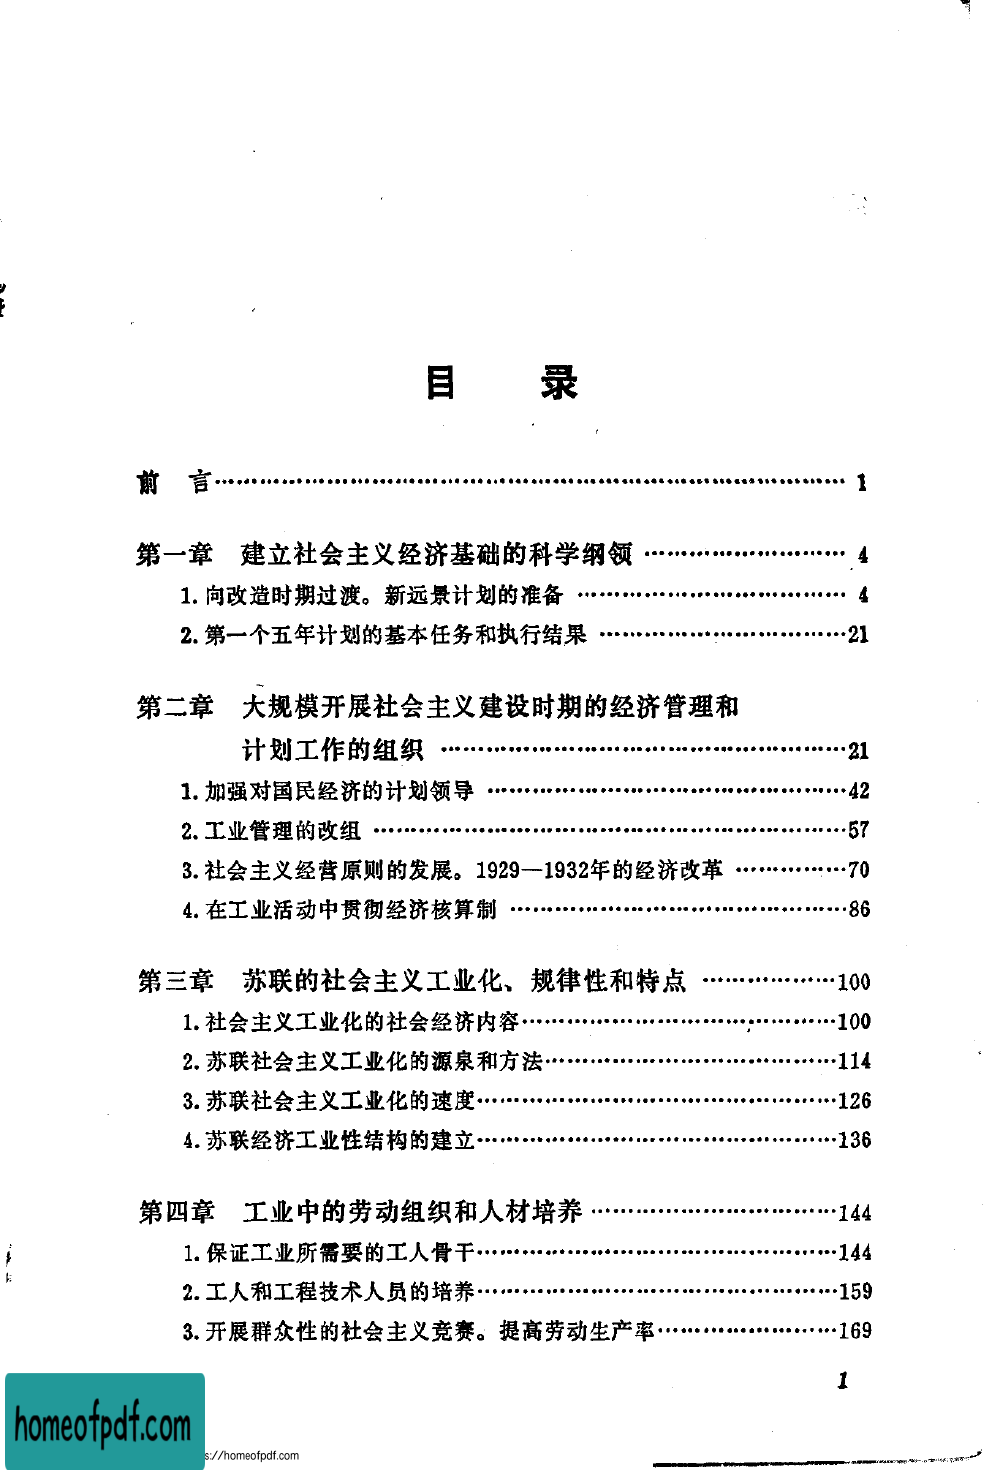 目 录
前 言……………………………………………………………… 1
第一章 建立社会主义经济基础的科学纲领 ……………………… 4
1.向改造时期过渡。新远景计划的准备 ……………………………… 4
2.第一个五年计划的基本任务和执行结果 ……………………………21
第二章 大规模开展社会主义建设时期的经济管理和
计划工作的组织 ………………………………………………21
1.加强对国民经济的计划领导 …………………………………………42
2.工业管理的改组 ………………………………………………………57
3.社会主义经营原则的发展。1929—1932年的经济改革 ……………70
4.在工业活动中贯彻经济核算制 ………………………………………86
第三章 苏联的社会主义工业化、规律性和特点 ………………100
1.社会主义工业化的社会经济内容……………………………………100
2.苏联社会主义工业化的源泉和方法…………………………………114
3.苏联社会主义工业化的速度…………………………………………126
4.苏联经济工业性结构的建立…………………………………………136
第四章 工业中的劳动组织和人材培养 ……………………………144
1.保证工业所需要的工人骨干…………………………………………144
2.工人和工程技术人员的培养…………………………………………159
3.开展群众性的社会主义竞赛。提高劳动生产率……………………169
1
homeofpdf.com
s://homeofpdf.com